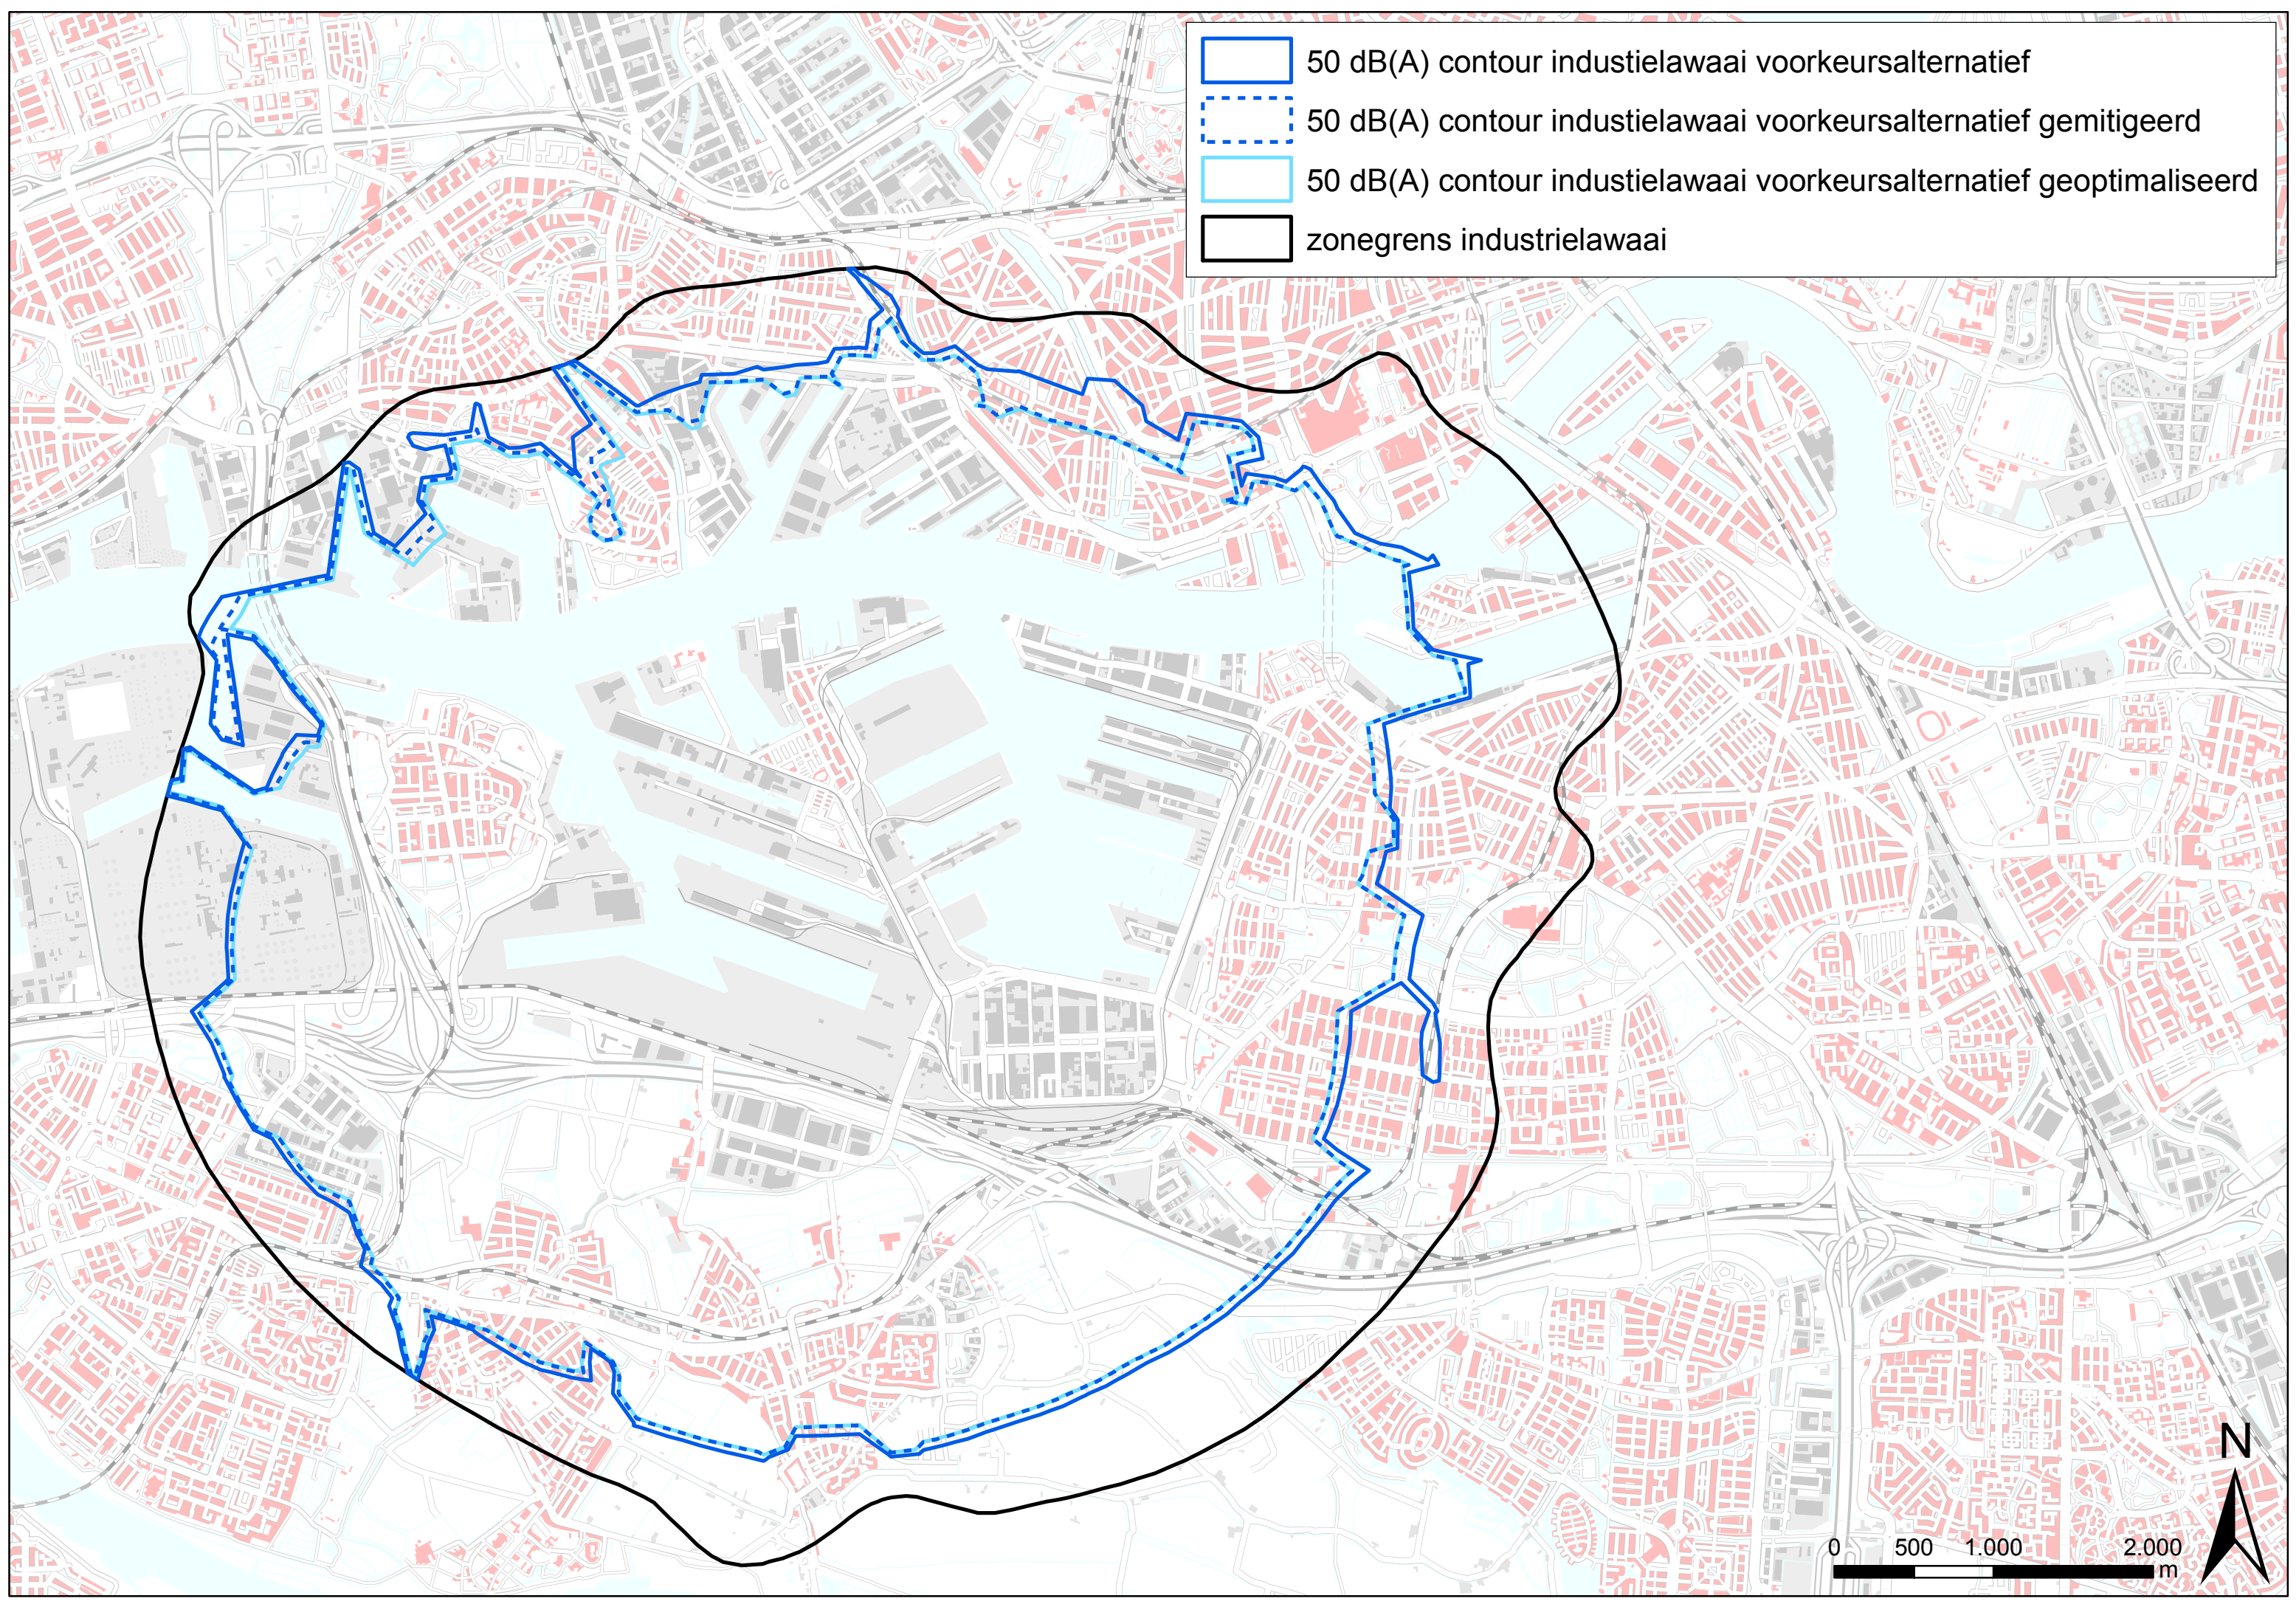 50 dB(A) contour industielawaai voorkeursalternatief
50 dB(A) contour industielawaai voorkeursalternatief gemitigeerd
50 dB(A) contour industielawaai voorkeursalternatief geoptimaliseerd
zonegrens industrielawaai
N
0 500 1.000 2.000
m